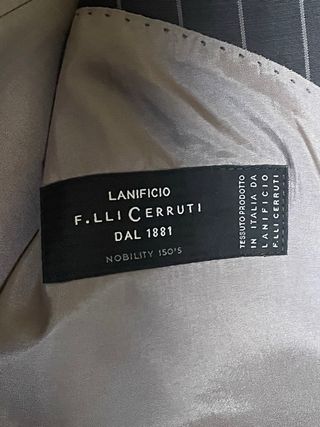 LANIFICIO
F.LLI CERRUTI
DAL 1881
NOBILITY 150'S
TESSUTO PRODOTTO
IN ITALIA DA
LANIFICIO
F.LLI CERRUTI